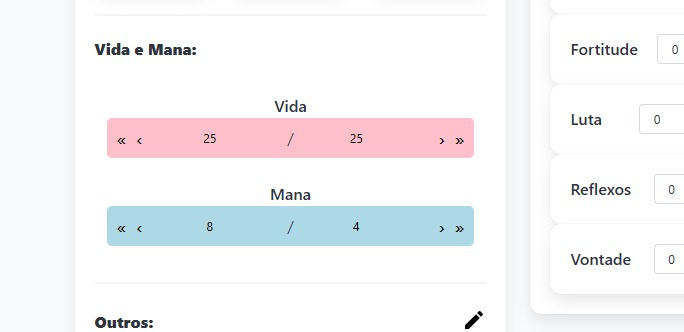 Vida e Mana:
Vida
« ‹ 25 / 25 › »
Mana
« ‹ 8 / 4 › »
Outros:
Fortitude 0
Luta 0
Reflexos 0
Vontade 0